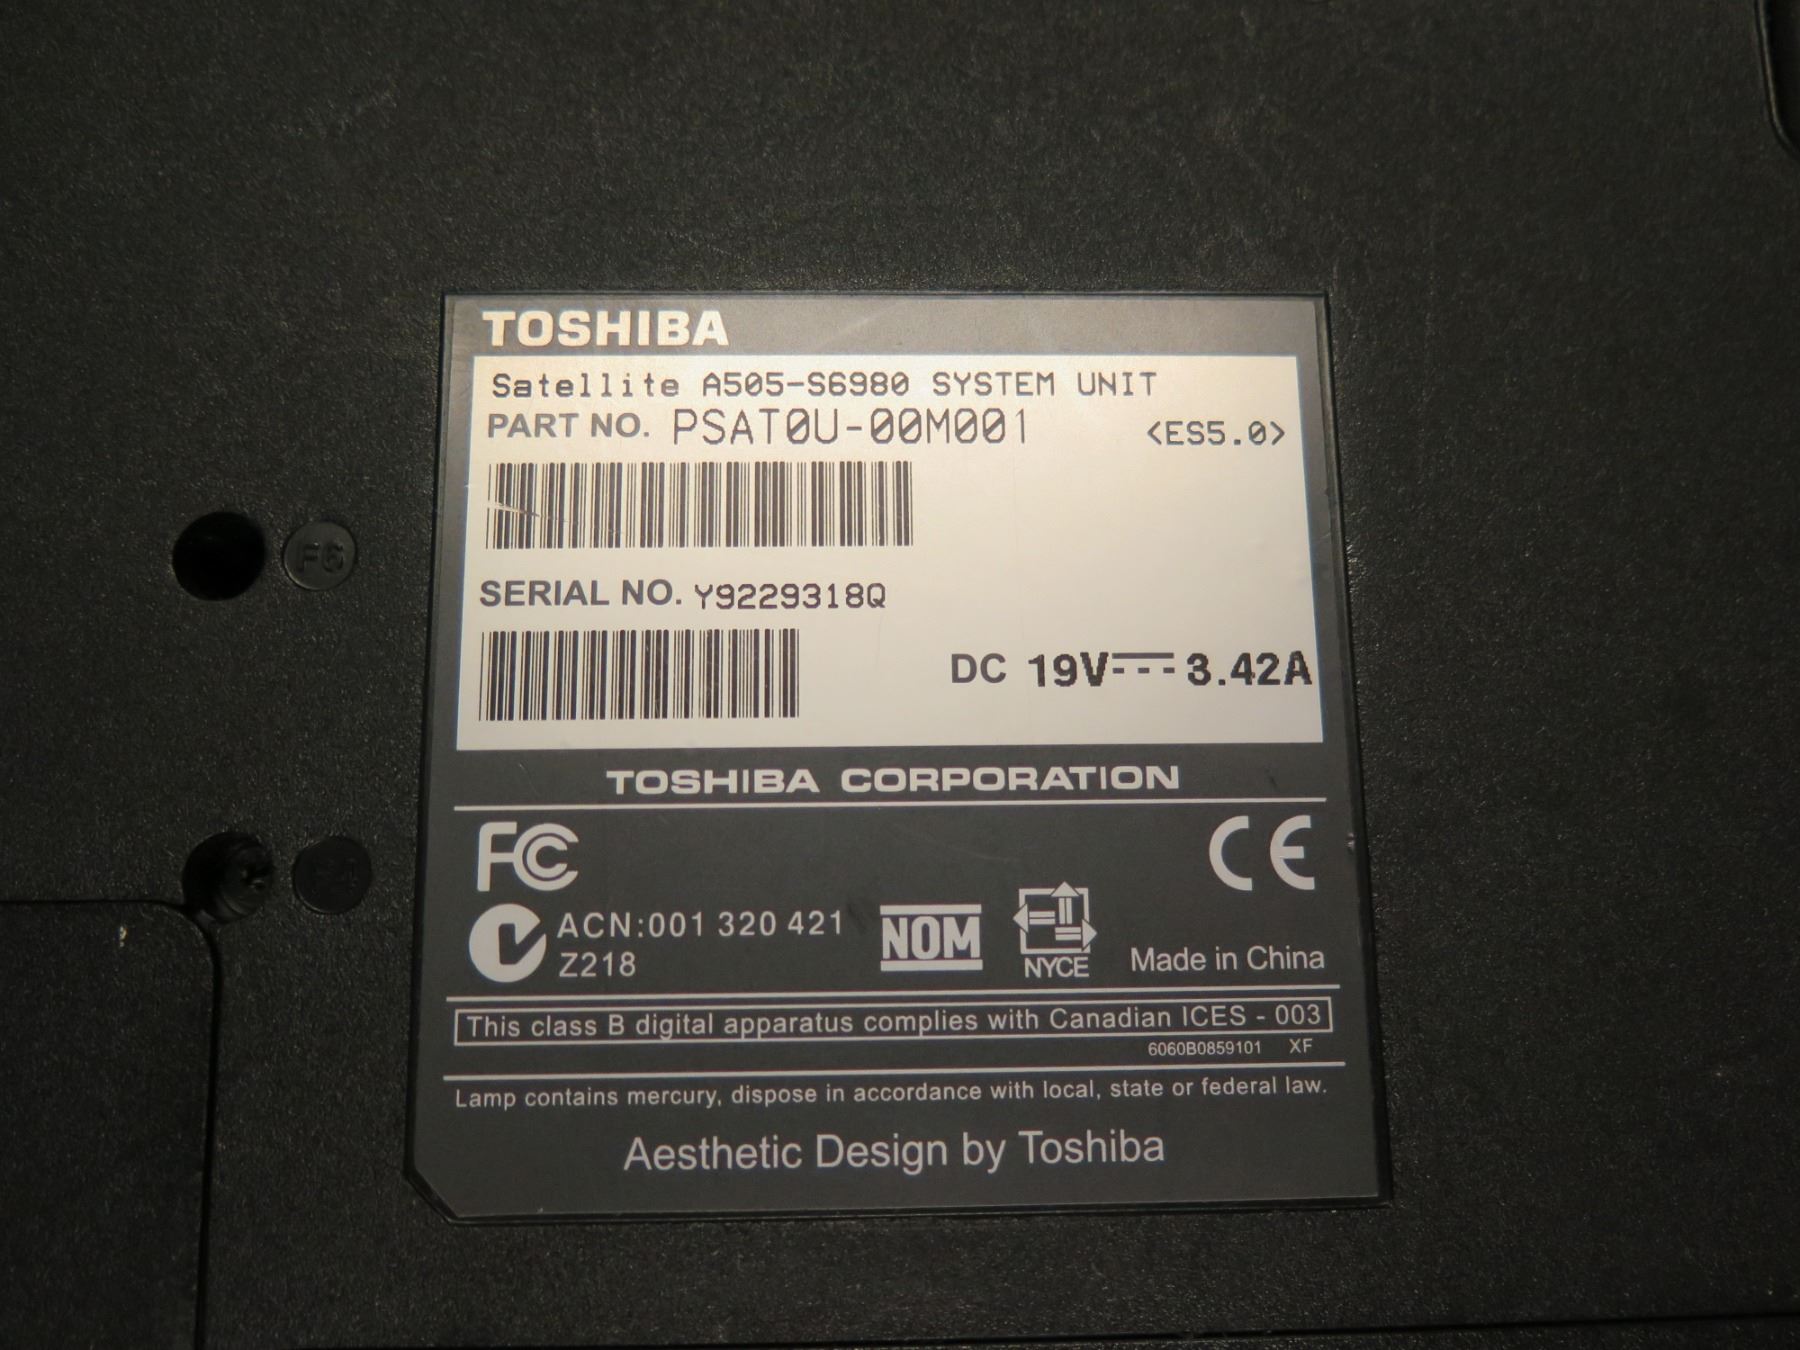 TOSHIBA
Satellite A505-S6980 SYSTEM UNIT
PART NO. PSAT0U-00M001 <ES5.0>
F6
SERIAL NO. Y9229318Q
DC 19V 3.42A
TOSHIBA CORPORATION
FC CE
ACN:001 320 421
Z218
NOM
NYCE
Made in China
This class B digital apparatus complies with Canadian ICES - 003
6060B0859101 XF
Lamp contains mercury, dispose in accordance with local, state or federal law.
Aesthetic Design by Toshiba